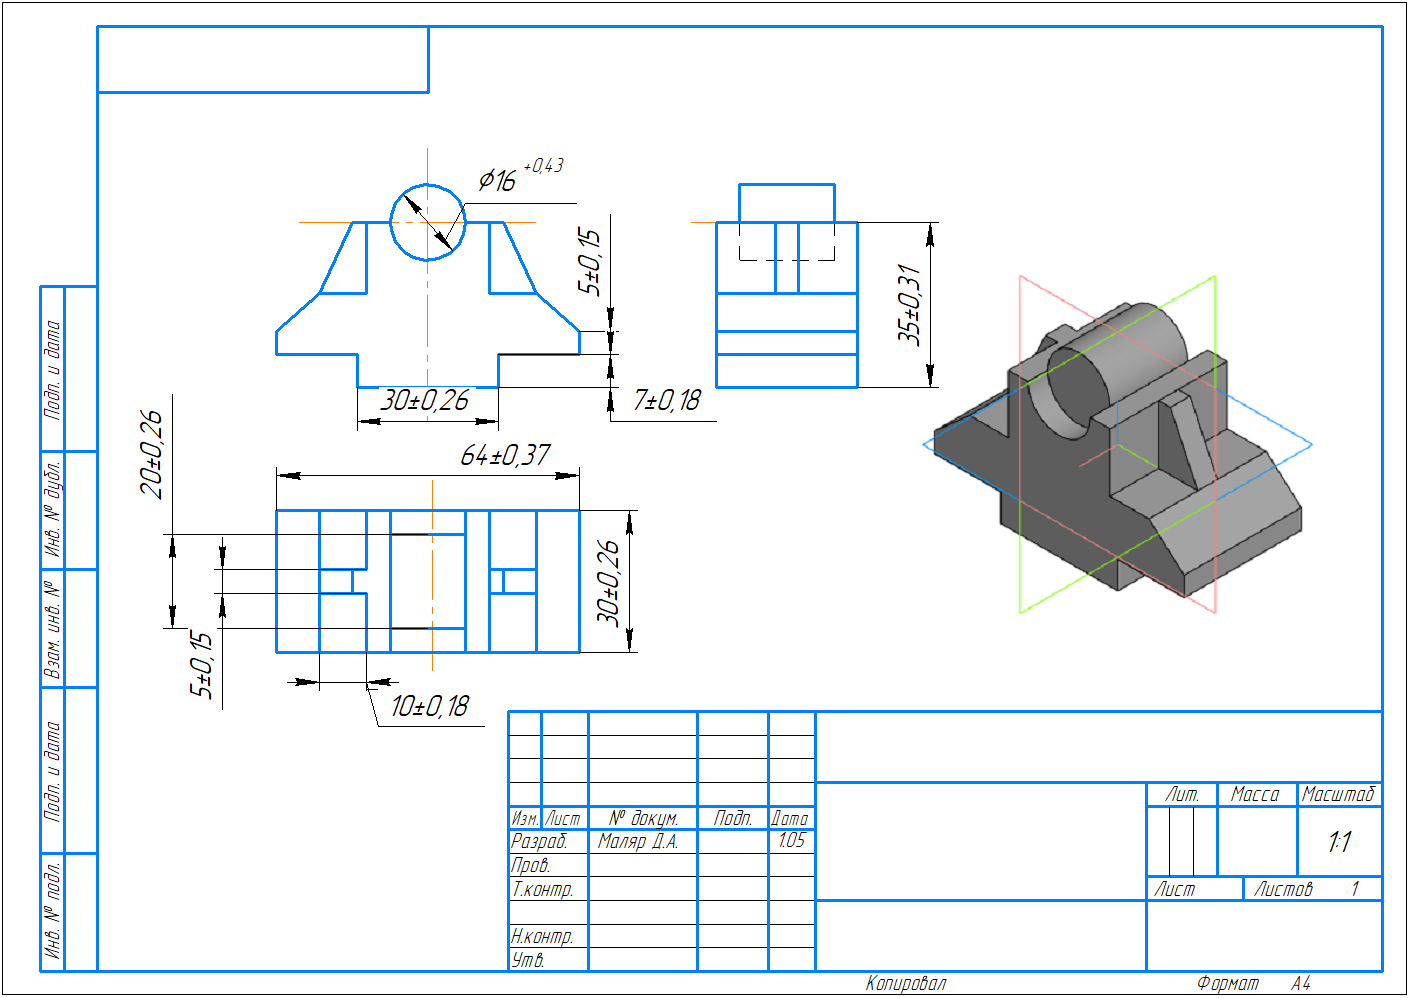 ⌀16 +0,43
5±0,15
35±0,31
30±0,26
7±0,18
20±0,26
64±0,37
30±0,26
5±0,15
10±0,18
Подп. и дата
Инв. № дубл.
Взам. инв. №
Подп. и дата
Инв. № подл.
Лит. Масса Масштаб
Изм. Лист № докум. Подп. Дата
Разраб. Маляр Д.А. 1.05
1:1
Пров.
Т.контр.
Лист Листов 1
Н.контр.
Утв.
Копировал Формат А4